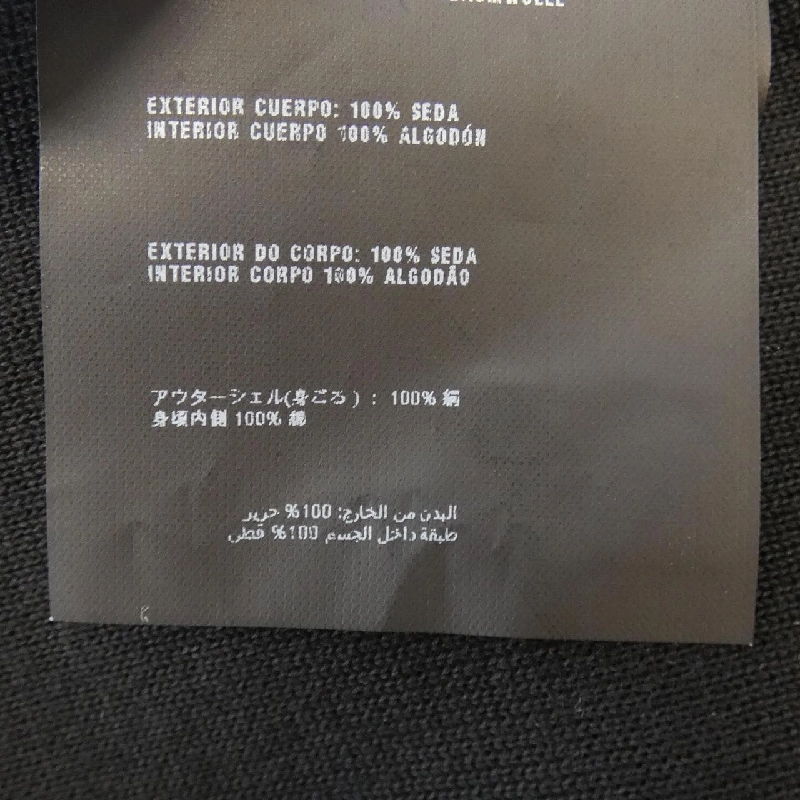 EXTERIOR CUERPO: 100% SEDA
INTERIOR CUERPO 100% ALGODÓN
EXTERIOR DO CORPO: 100% SEDA
INTERIOR CORPO 100% ALGODÃO
アウターシェル(身ごろ) : 100% 絹
身頃内側 100% 綿
البدن من الخارج: 100% حرير
طبقة داخل الجسم 100% قطن